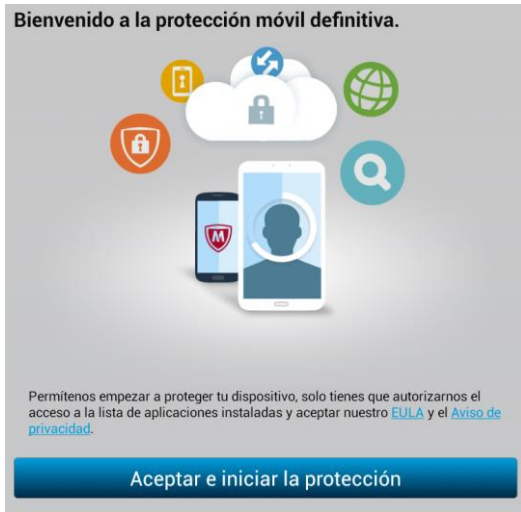 Bienvenido a la protección móvil definitiva.
M
Permítenos empezar a proteger tu dispositivo, solo tienes que autorizarnos el
acceso a la lista de aplicaciones instaladas y aceptar nuestro EULA y el Aviso de
privacidad.
Aceptar e iniciar la protección